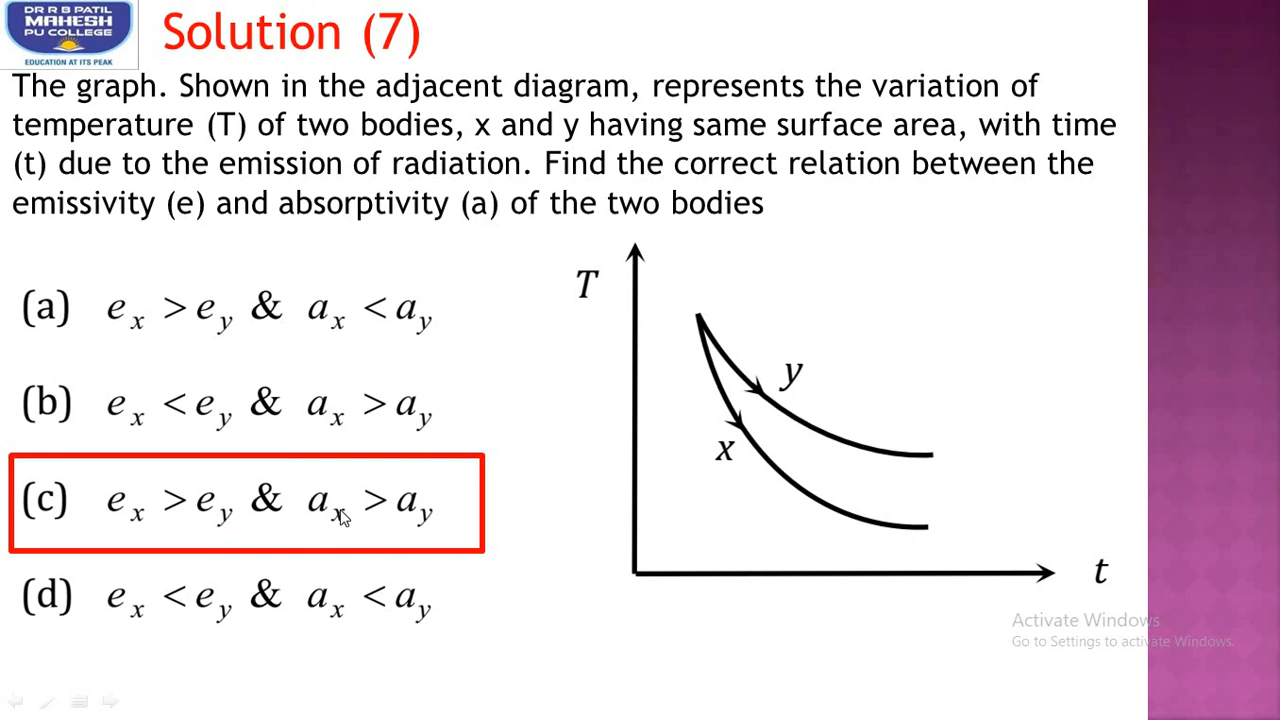 DR R B PATIL
MAHESH
PU COLLEGE
EDUCATION AT ITS PEAK
Solution (7)
The graph. Shown in the adjacent diagram, represents the variation of
temperature (T) of two bodies, x and y having same surface area, with time
(t) due to the emission of radiation. Find the correct relation between the
emissivity (e) and absorptivity (a) of the two bodies
(a) e_x > e_y & a_x < a_y
(b) e_x < e_y & a_x > a_y
(c) e_x > e_y & a_x > a_y
(d) e_x < e_y & a_x < a_y
T
y
x
t
Activate Windows
Go to Settings to activate Windows.